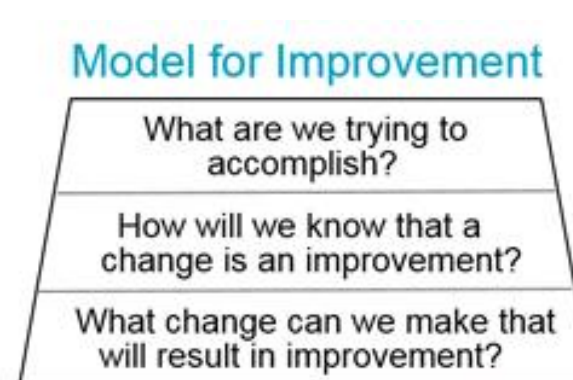 Model for Improvement
What are we trying to
accomplish?
How will we know that a
change is an improvement?
What change can we make that
will result in improvement?